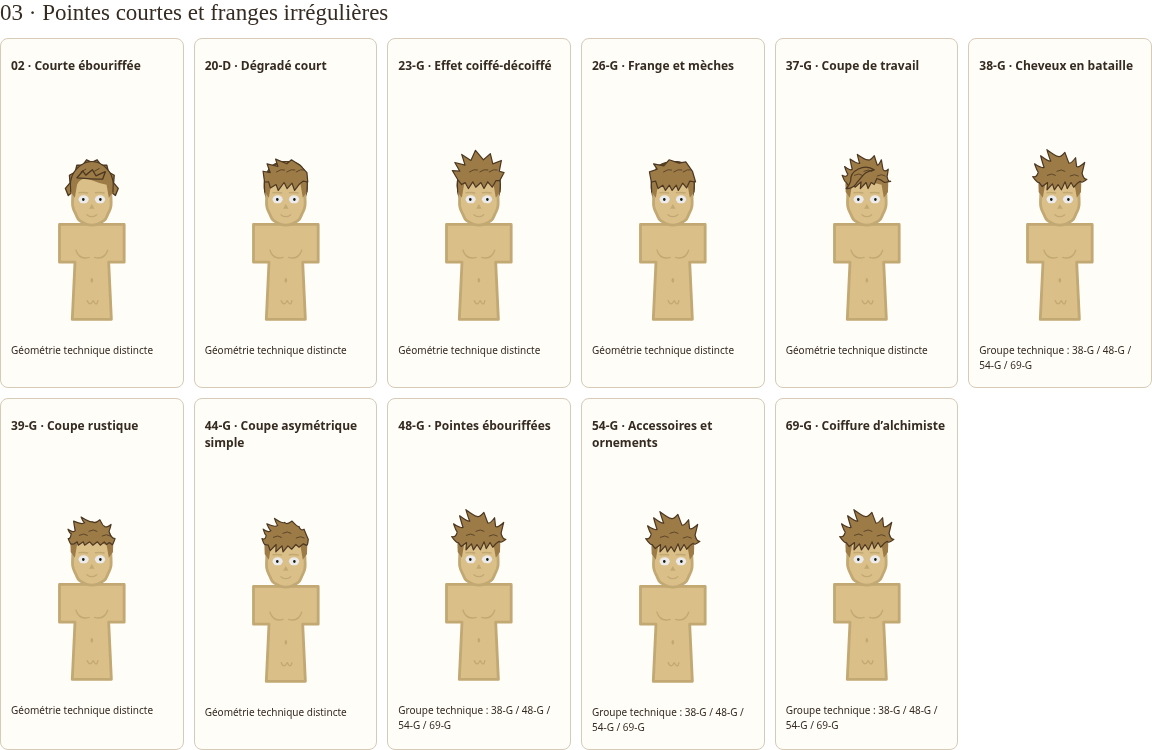 03 · Pointes courtes et franges irrégulières
02 · Courte ébouriffée
20-D · Dégradé court
23-G · Effet coiffé-décoiffé
26-G · Frange et mèches
37-G · Coupe de travail
38-G · Cheveux en bataille
Géométrie technique distincte
Géométrie technique distincte
Géométrie technique distincte
Géométrie technique distincte
Géométrie technique distincte
Groupe technique : 38-G / 48-G /
54-G / 69-G
39-G · Coupe rustique
44-G · Coupe asymétrique
simple
48-G · Pointes ébouriffées
54-G · Accessoires et
ornements
69-G · Coiffure d’alchimiste
Géométrie technique distincte
Géométrie technique distincte
Groupe technique : 38-G / 48-G /
54-G / 69-G
Groupe technique : 38-G / 48-G /
54-G / 69-G
Groupe technique : 38-G / 48-G /
54-G / 69-G